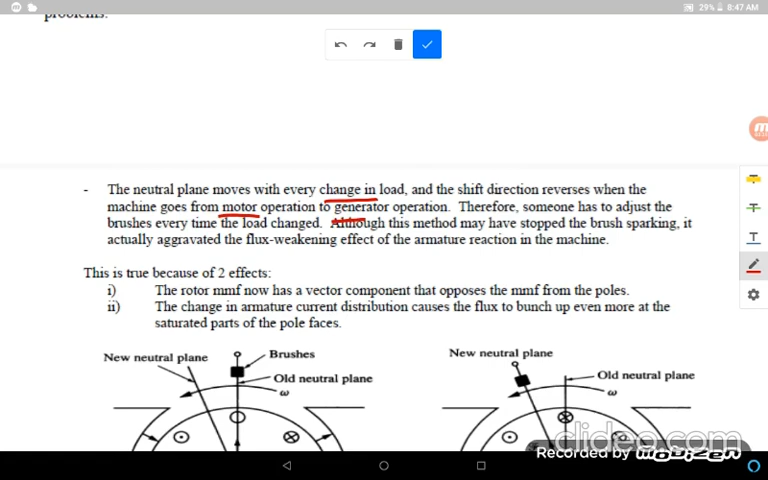 29% 8:47 AM
problems.
- The neutral plane moves with every change in load, and the shift direction reverses when the
machine goes from motor operation to generator operation. Therefore, someone has to adjust the
brushes every time the load changed. Although this method may have stopped the brush sparking, it
actually aggravated the flux-weakening effect of the armature reaction in the machine.
This is true because of 2 effects:
i) The rotor mmf now has a vector component that opposes the mmf from the poles.
ii) The change in armature current distribution causes the flux to bunch up even more at the
saturated parts of the pole faces.
New neutral plane
Brushes
Old neutral plane
ω
New neutral plane
Old neutral plane
ω
clideo.com
Recorded by mobizen